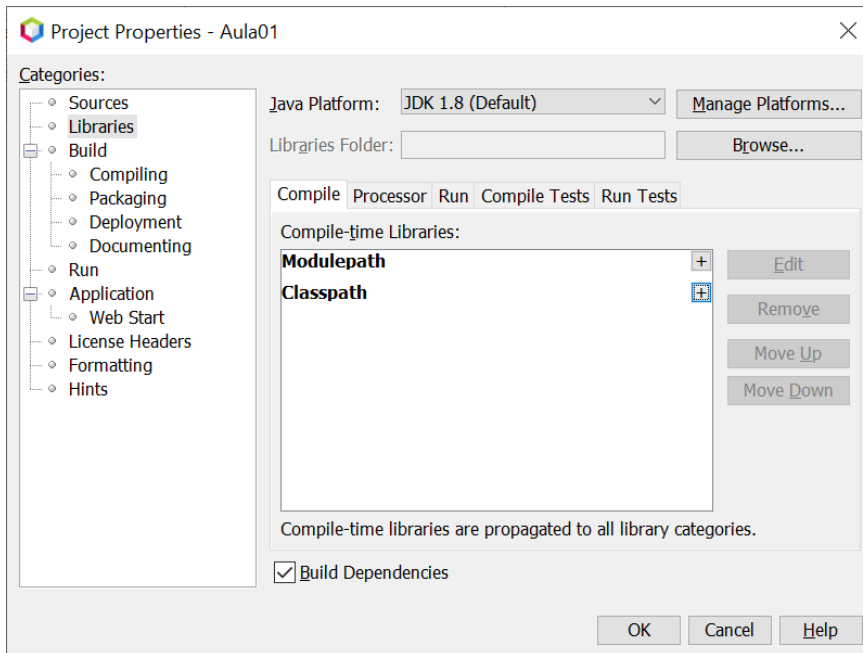 Project Properties - Aula01
Categories:
Sources
Libraries
Build
Compiling
Packaging
Deployment
Documenting
Run
Application
Web Start
License Headers
Formatting
Hints
Java Platform: JDK 1.8 (Default) Manage Platforms...
Libraries Folder: Browse...
Compile Processor Run Compile Tests Run Tests
Compile-time Libraries:
Modulepath
Classpath
Edit
Remove
Move Up
Move Down
Compile-time libraries are propagated to all library categories.
Build Dependencies
OK Cancel Help